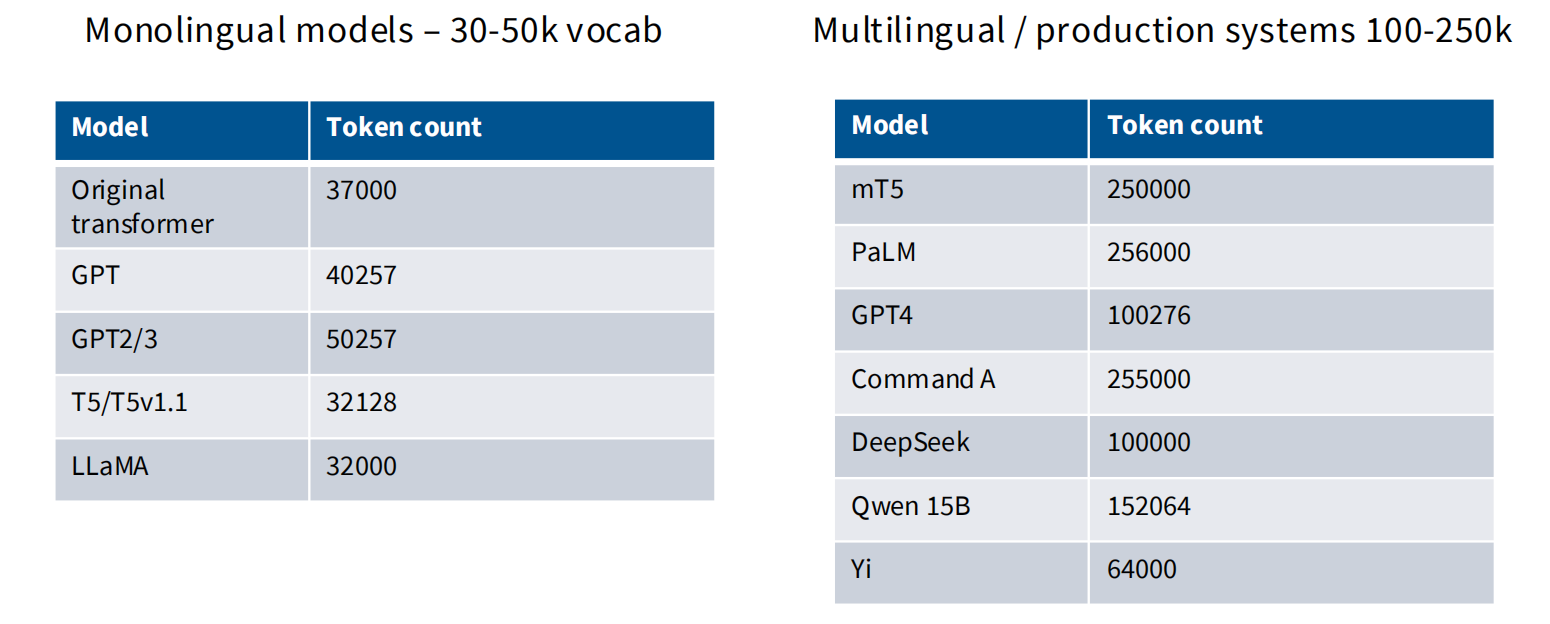 Monolingual models – 30-50k vocab
Model Token count
Original
transformer 37000
GPT 40257
GPT2/3 50257
T5/T5v1.1 32128
LLaMA 32000
Multilingual / production systems 100-250k
Model Token count
mT5 250000
PaLM 256000
GPT4 100276
Command A 255000
DeepSeek 100000
Qwen 15B 152064
Yi 64000